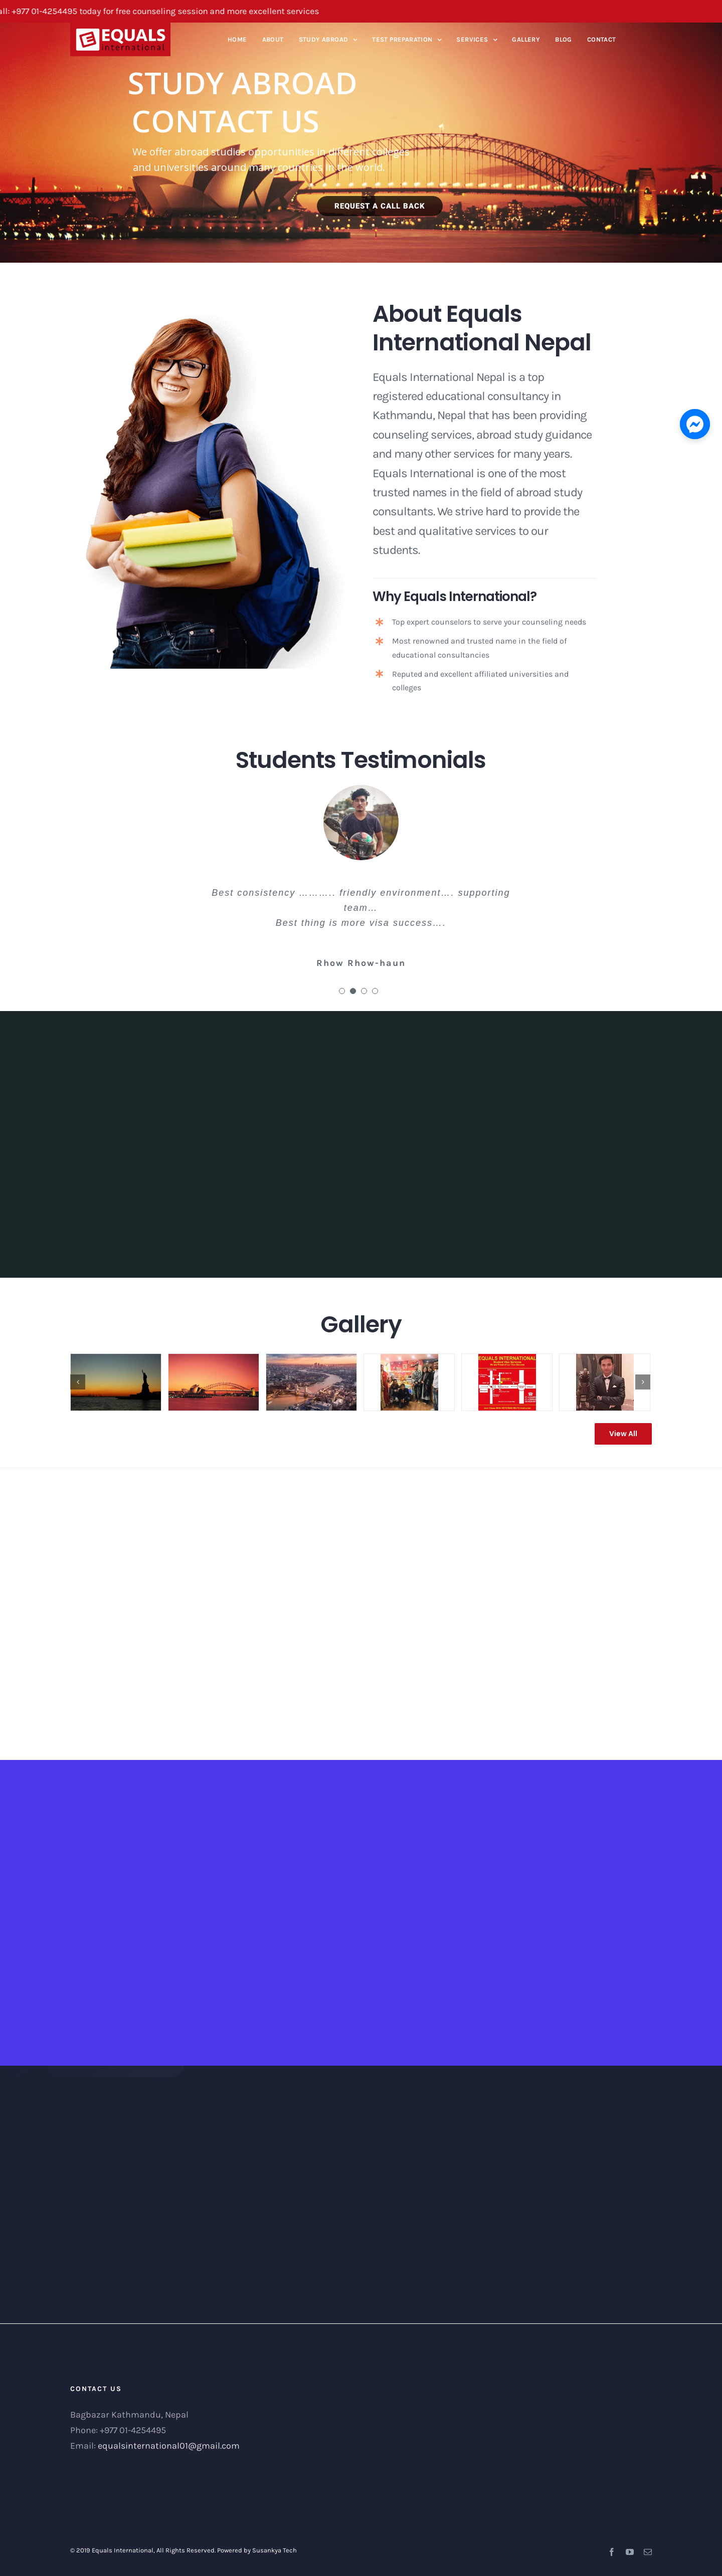 all: +977 01-4254495 today for free counseling session and more excellent services
EQUALS
international
HOME
ABOUT
STUDY ABROAD
TEST PREPARATION
SERVICES
GALLERY
BLOG
CONTACT
STUDY ABROAD
CONTACT US
We offer abroad studies opportunities in different colleges
and universities around many countries in the world.
REQUEST A CALL BACK
About Equals
International Nepal
Equals International Nepal is a top
registered educational consultancy in
Kathmandu, Nepal that has been providing
counseling services, abroad study guidance
and many other services for many years.
Equals International is one of the most
trusted names in the field of abroad study
consultants. We strive hard to provide the
best and qualitative services to our
students.
Why Equals International?
Top expert counselors to serve your counseling needs
Most renowned and trusted name in the field of
educational consultancies
Reputed and excellent affiliated universities and
colleges
Students Testimonials
Best consistency ……….. friendly environment…. supporting
team…
Best thing is more visa success….
Rhow Rhow-haun
Gallery
EQUALS INTERNATIONAL
View All
CONTACT US
Bagbazar Kathmandu, Nepal
Phone: +977 01-4254495
Email: equalsinternational01@gmail.com
© 2019 Equals International, All Rights Reserved. Powered by Susankya Tech